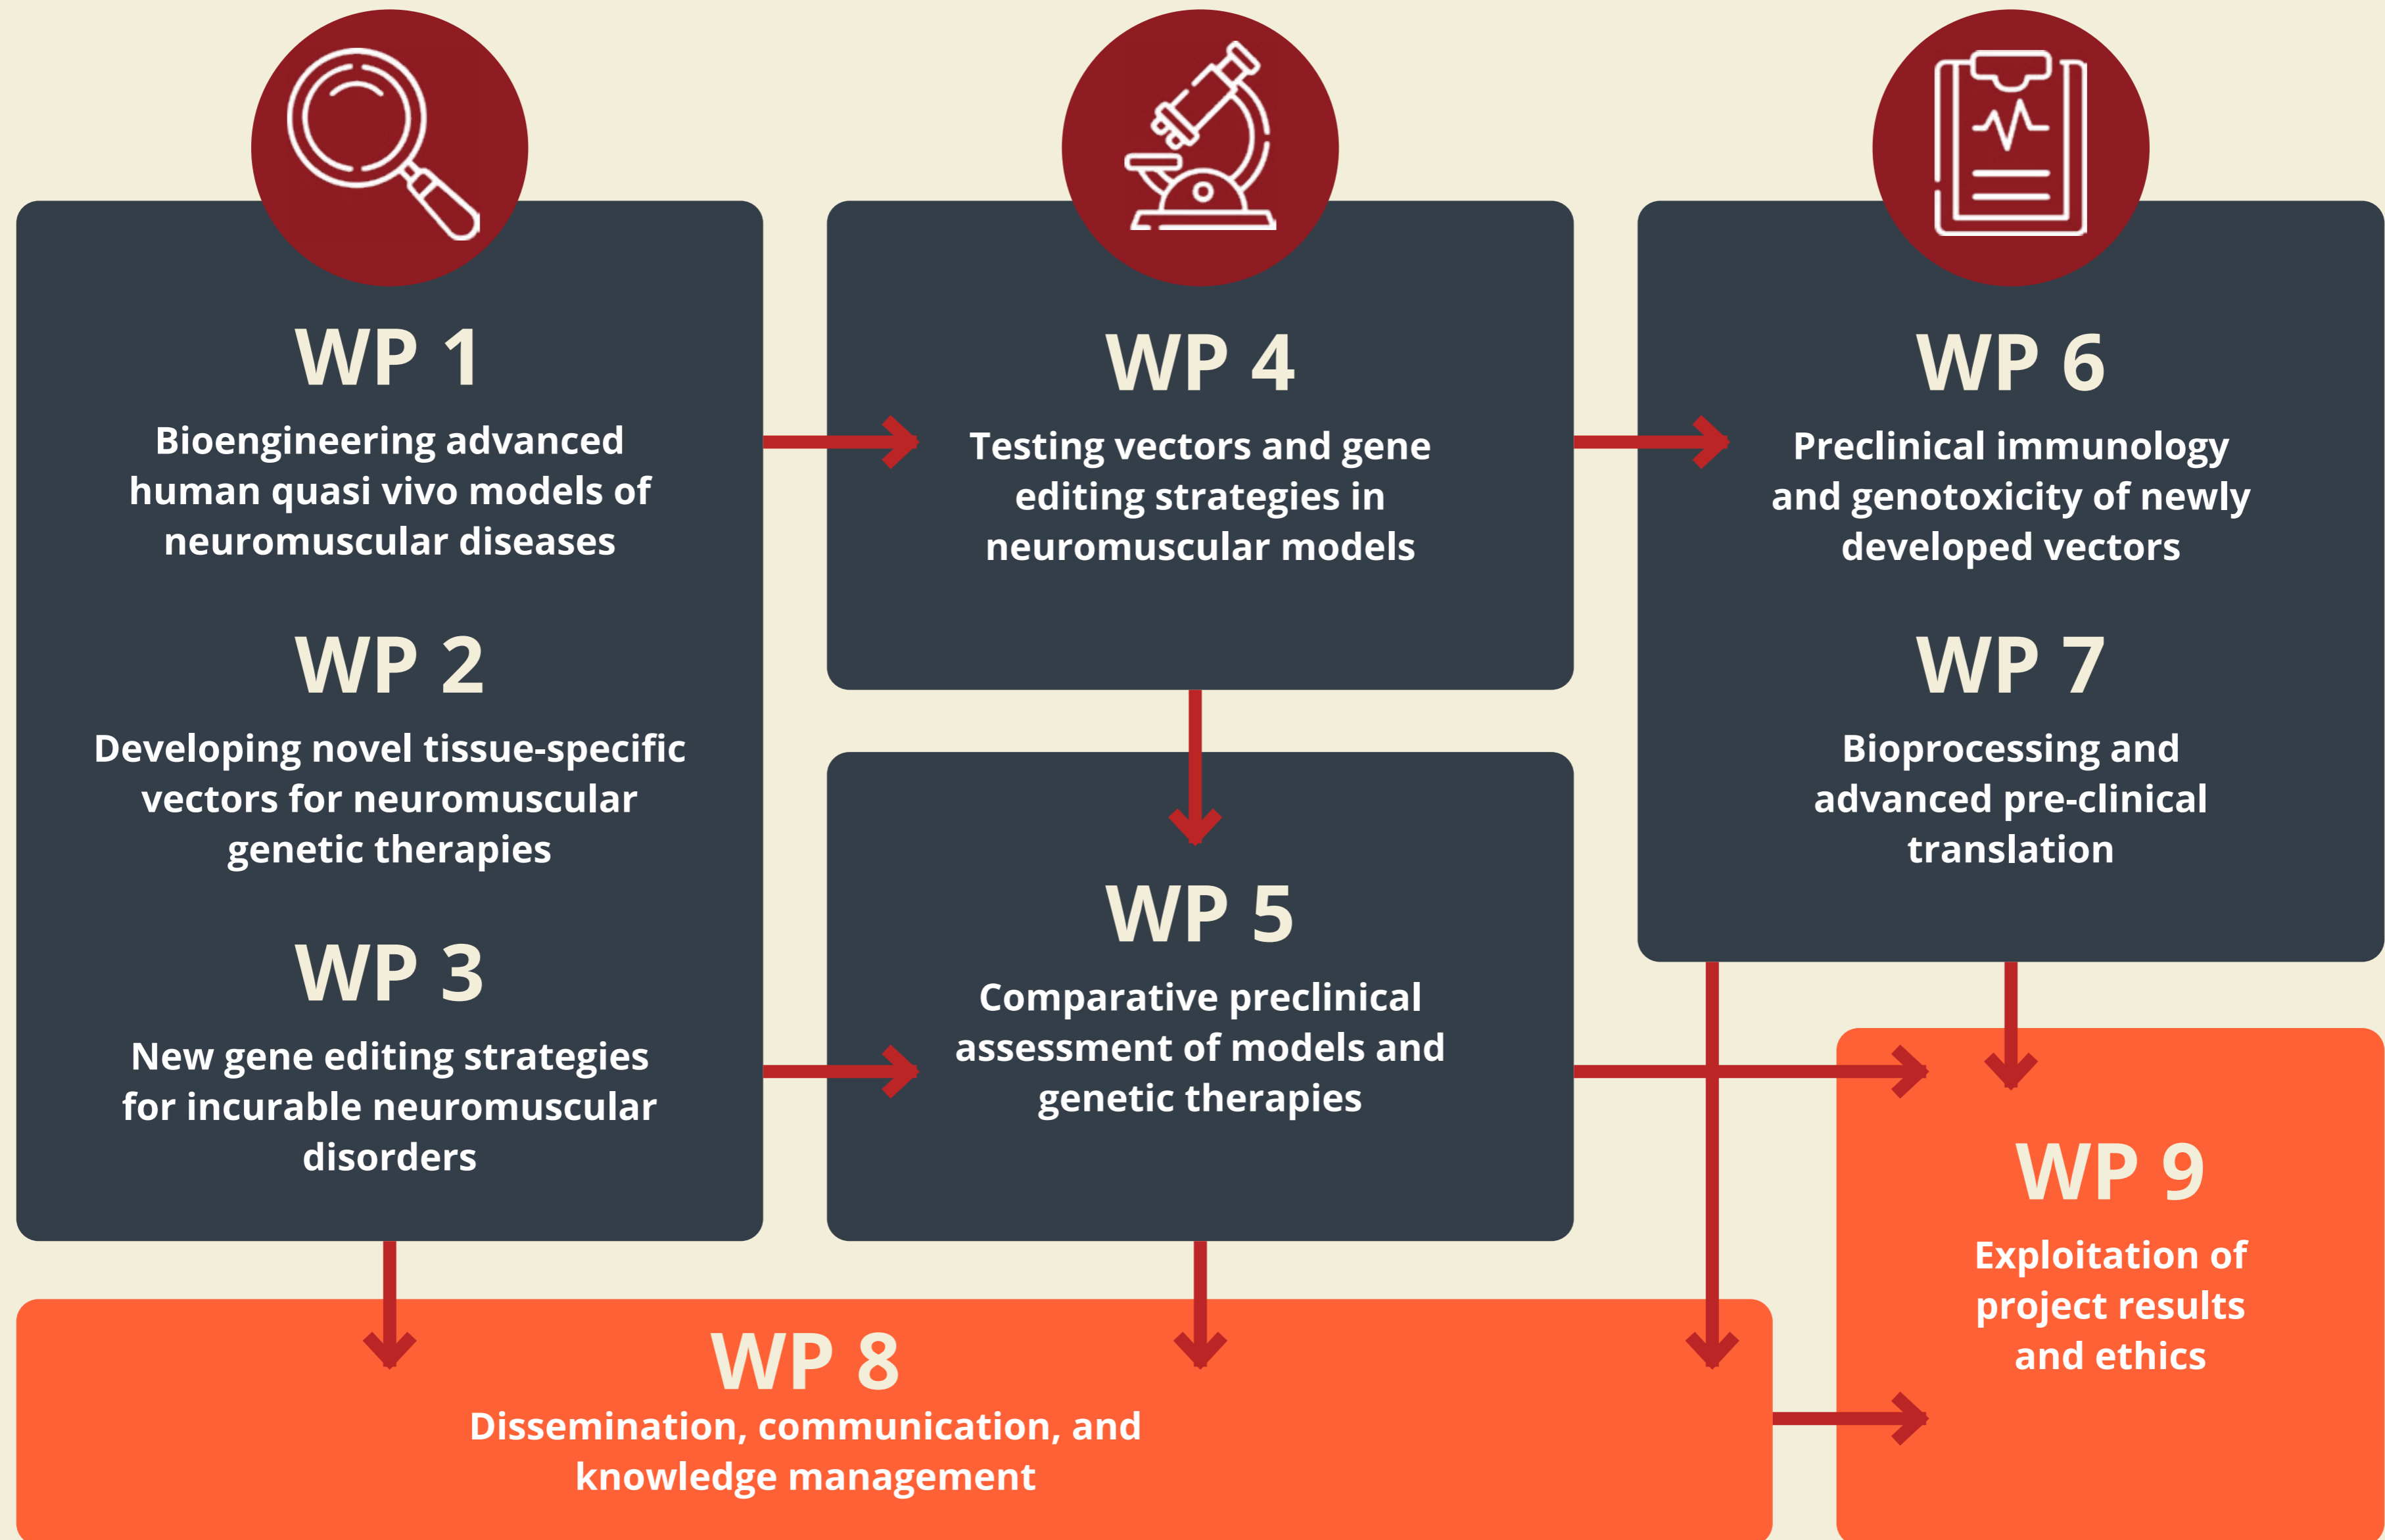 WP 1
Bioengineering advanced
human quasi vivo models of
neuromuscular diseases
WP 2
Developing novel tissue-specific
vectors for neuromuscular
genetic therapies
WP 3
New gene editing strategies
for incurable neuromuscular
disorders
WP 4
Testing vectors and gene
editing strategies in
neuromuscular models
WP 5
Comparative preclinical
assessment of models and
genetic therapies
WP 6
Preclinical immunology
and genotoxicity of newly
developed vectors
WP 7
Bioprocessing and
advanced pre-clinical
translation
WP 8
Dissemination, communication, and
knowledge management
WP 9
Exploitation of
project results
and ethics